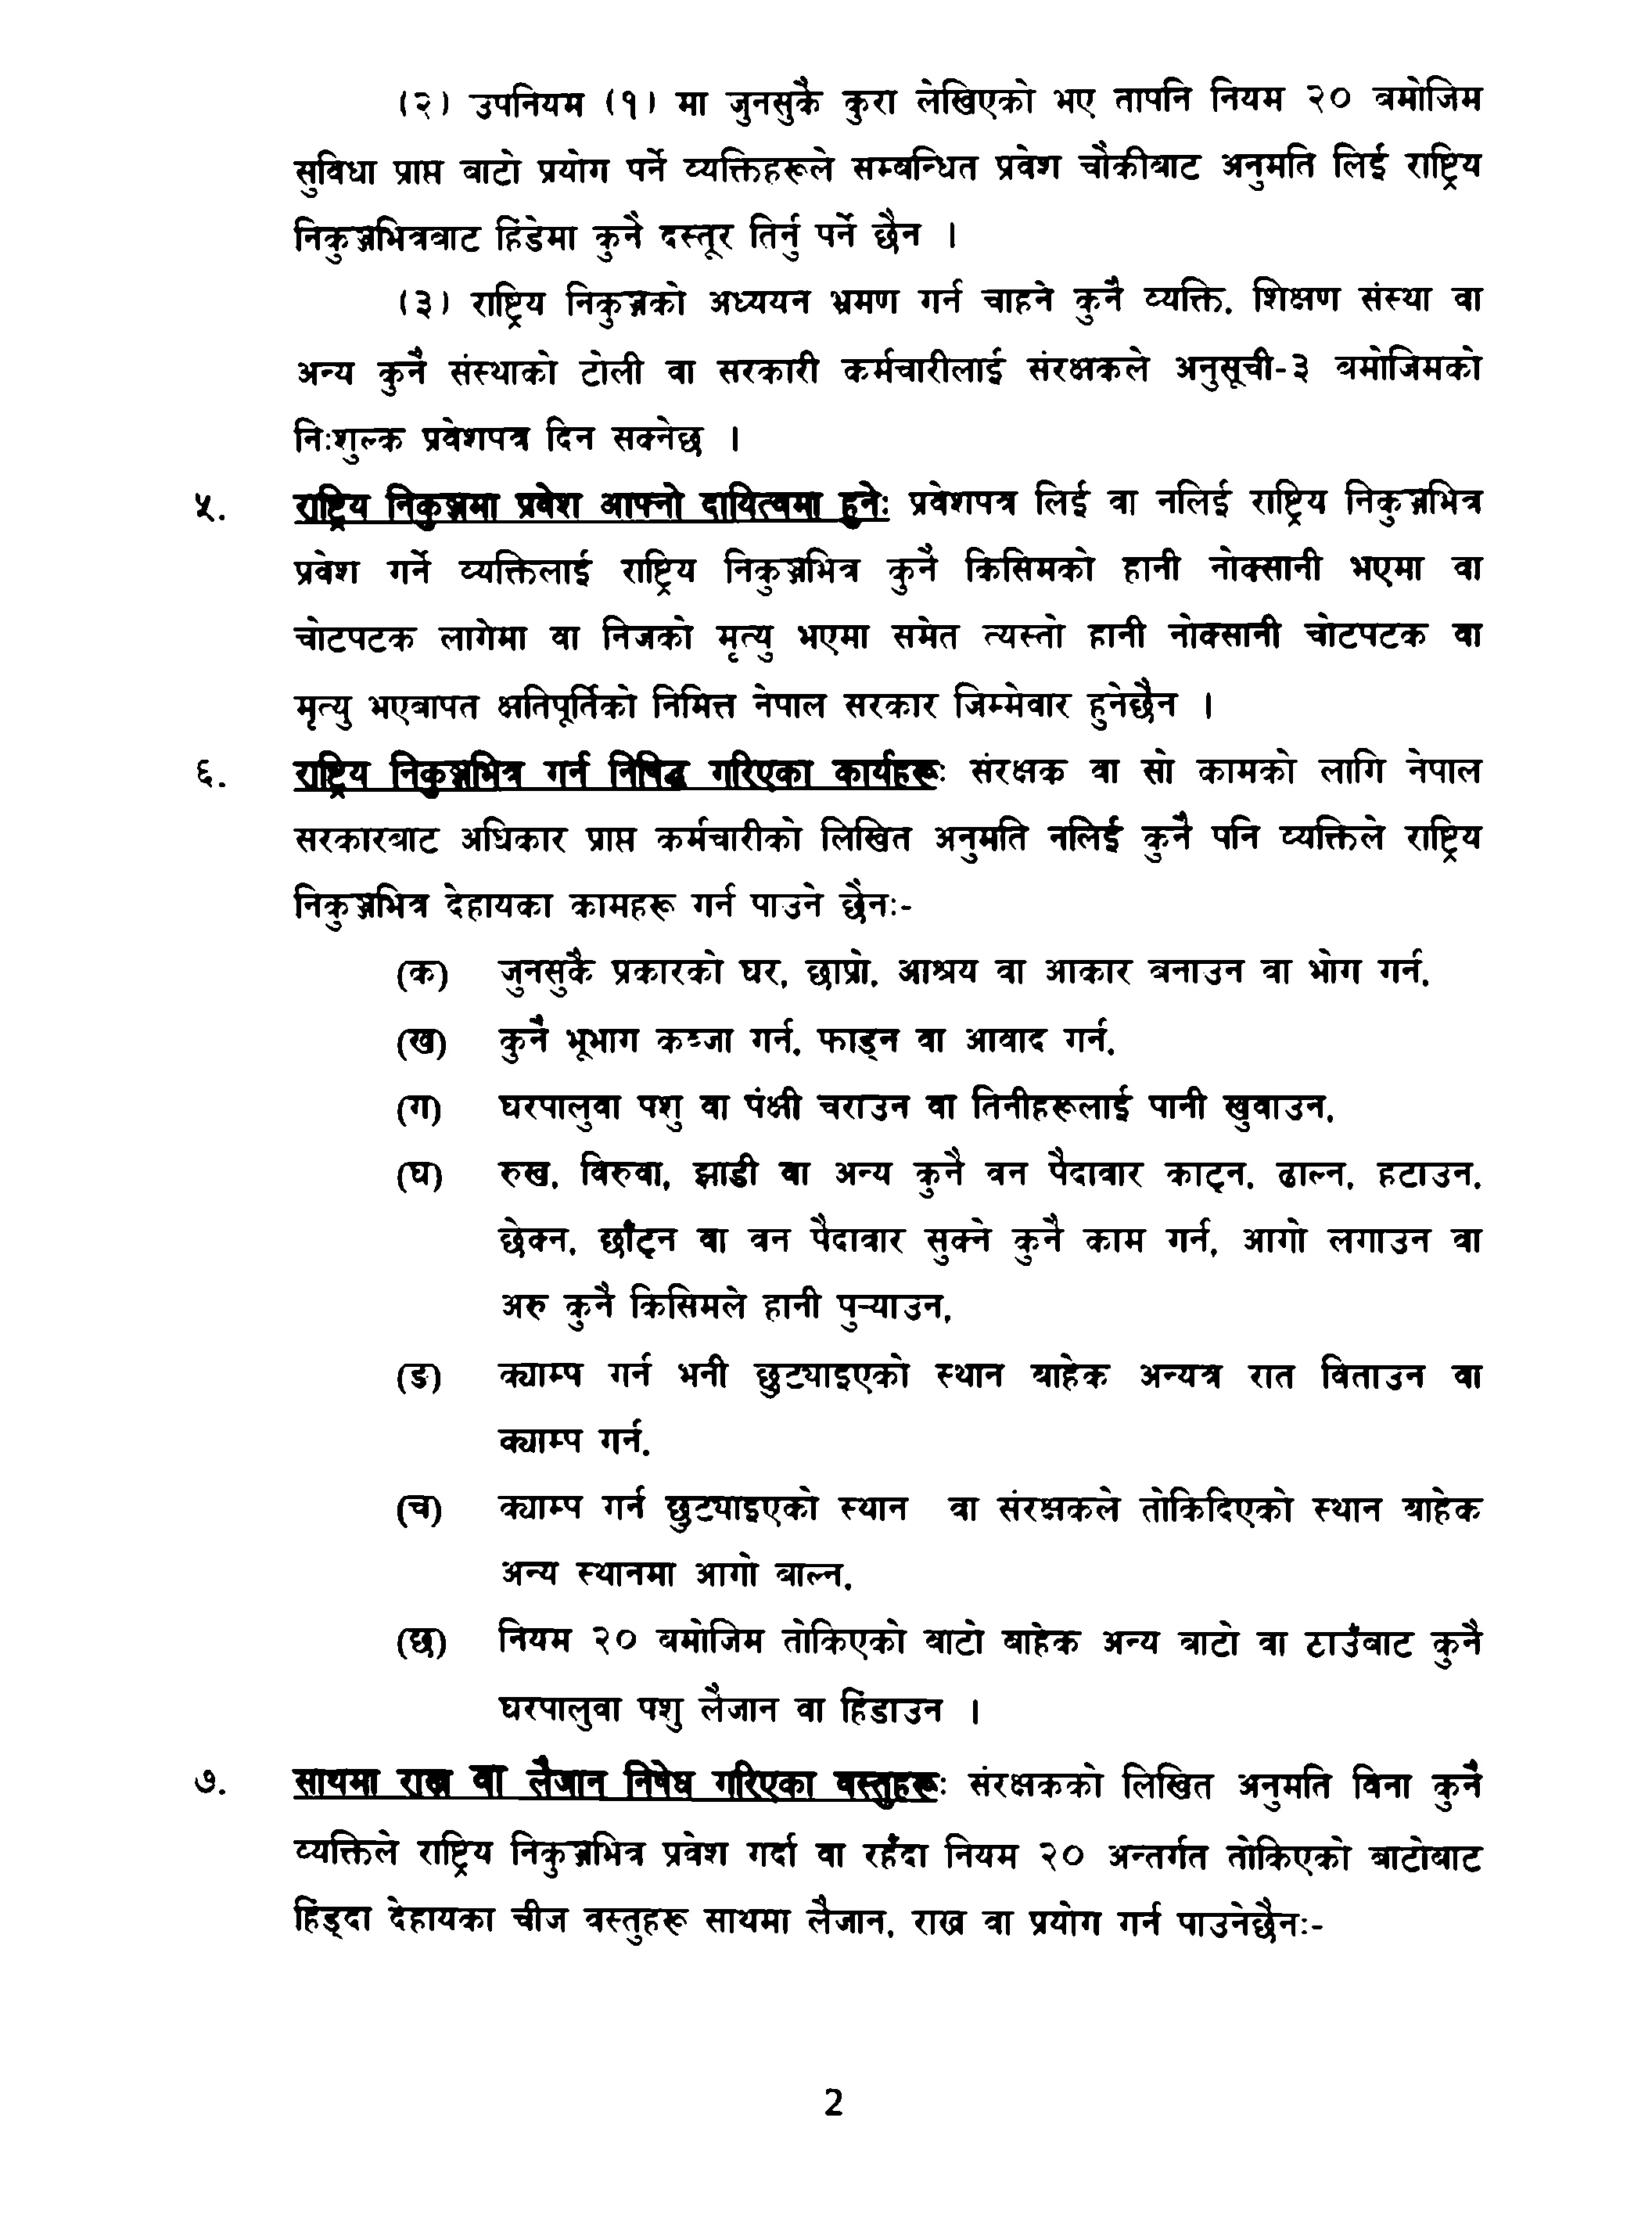 (२) उपनियम (१) मा जुनसुकै कुरा लेखिएको भए तापनि नियम २० बमोजिम
सुविधा प्राप्त बाटो प्रयोग पर्ने व्यक्तिहरूले सम्बन्धित प्रवेश चौकीबाट अनुमति लिई राष्ट्रिय
निकुञ्जभित्रबाट हिंडेमा कुनै दस्तूर तिर्नु पर्ने छैन ।
(३) राष्ट्रिय निकुञ्जको अध्ययन भ्रमण गर्न चाहने कुनै व्यक्ति, शिक्षण संस्था वा
अन्य कुनै संस्थाको टोली वा सरकारी कर्मचारीलाई संरक्षकले अनुसूची-३ बमोजिमको
निःशुल्क प्रवेशपत्र दिन सक्नेछ ।
५. राष्ट्रिय निकुञ्जमा प्रवेश आफ्नो दायित्वमा हुनेः प्रवेशपत्र लिई वा नलिई राष्ट्रिय निकुञ्जभित्र
प्रवेश गर्ने व्यक्तिलाई राष्ट्रिय निकुञ्जभित्र कुनै किसिमको हानी नोक्सानी भएमा वा
चोटपटक लागेमा वा निजको मृत्यु भएमा समेत त्यस्तो हानी नोक्सानी चोटपटक वा
मृत्यु भएबापत क्षतिपूर्तिको निमित्त नेपाल सरकार जिम्मेवार हुनेछैन ।
६. राष्ट्रिय निकुञ्जभित्र गर्न निषिद्ध गरिएका कार्यहरूः संरक्षक वा सो कामको लागि नेपाल
सरकारबाट अधिकार प्राप्त कर्मचारीको लिखित अनुमति नलिई कुनै पनि व्यक्तिले राष्ट्रिय
निकुञ्जभित्र देहायका कामहरू गर्न पाउने छैनः-
(क) जुनसुकै प्रकारको घर, छाप्रो, आश्रय वा आकार बनाउन वा भोग गर्न,
(ख) कुनै भूभाग कब्जा गर्न, फाड्न वा आवाद गर्न,
(ग) घरपालुवा पशु वा पंक्षी चराउन वा तिनीहरूलाई पानी खुवाउन,
(घ) रुख, विरुवा, झाडी वा अन्य कुनै वन पैदावार काट्न, ढाल्न, हटाउन,
छेक्न, छाँट्न वा वन पैदावार सुक्ने कुनै काम गर्न, आगो लगाउन वा
अरु कुनै किसिमले हानी पुऱ्याउन,
(ङ) क्याम्प गर्न भनी छुट्याइएको स्थान बाहेक अन्यत्र रात विताउन वा
क्याम्प गर्न,
(च) क्याम्प गर्न छुट्याइएको स्थान वा संरक्षकले तोकिदिएको स्थान बाहेक
अन्य स्थानमा आगो बाल्न,
(छ) नियम २० बमोजिम तोकिएको बाटो बाहेक अन्य बाटो वा ठाउँबाट कुनै
घरपालुवा पशु लैजान वा हिंडाउन ।
७. साथमा राख्न वा लैजान निषेध गरिएका वस्तुहरूः संरक्षकको लिखित अनुमति विना कुनै
व्यक्तिले राष्ट्रिय निकुञ्जभित्र प्रवेश गर्दा वा रहँदा नियम २० अन्तर्गत तोकिएको बाटोबाट
हिंड्दा देहायका चीज वस्तुहरू साथमा लैजान, राख्न वा प्रयोग गर्न पाउनेछैनः-
2